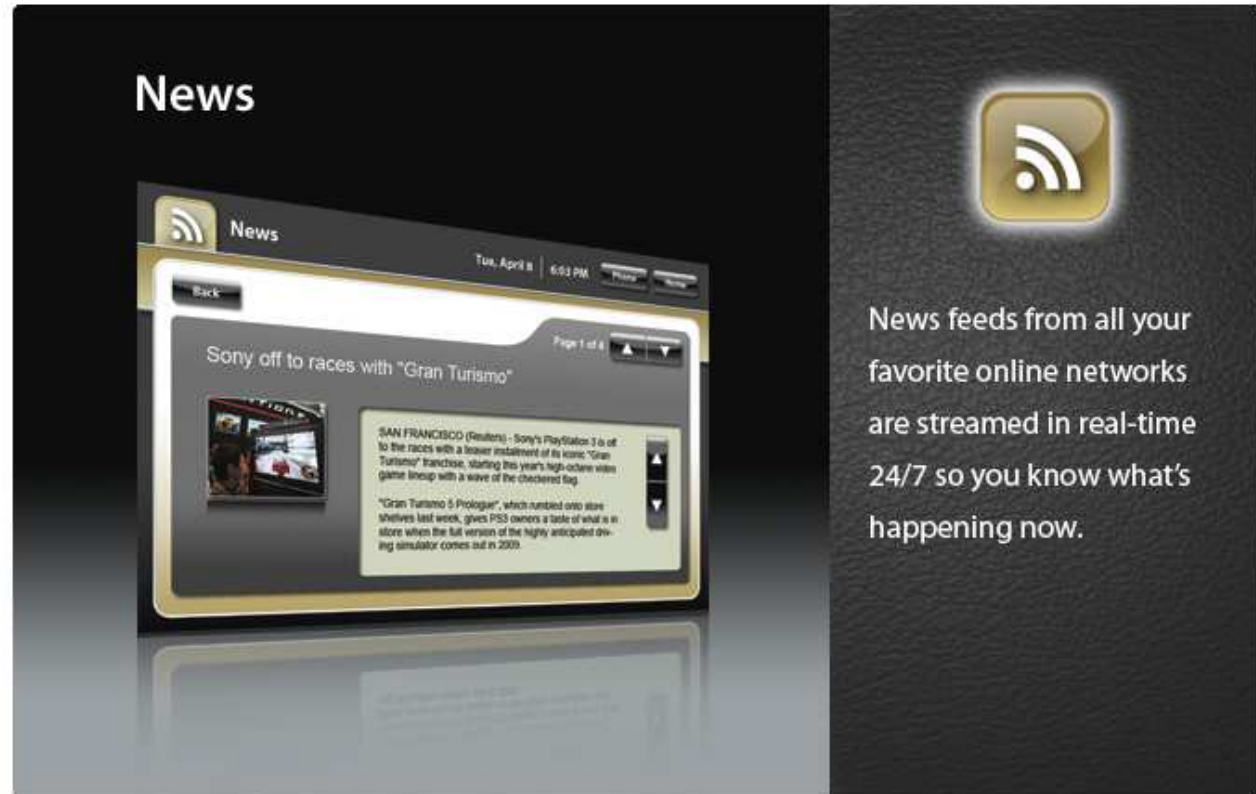 News
News
Tue, April 8 6:03 PM Phone Home
Back
Page 1 of 4
Sony off to races with "Gran Turismo"
SAN FRANCISCO (Reuters) - Sony's PlayStation 3 is off
to the races with a teaser installment of its iconic "Gran
Turismo" franchise, starting this year's high-octane video
game lineup with a wave of the checkered flag.
"Gran Turismo 5 Prologue", which rumbled onto store
shelves last week, gives PS3 owners a taste of what is in
store when the full version of the highly anticipated driv-
ing simulator comes out in 2009.
News feeds from all your
favorite online networks
are streamed in real-time
24/7 so you know what's
happening now.